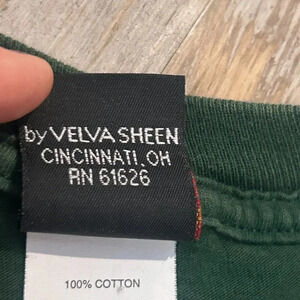 by VELVA SHEEN
CINCINNATI, OH
RN 61626
100% COTTON